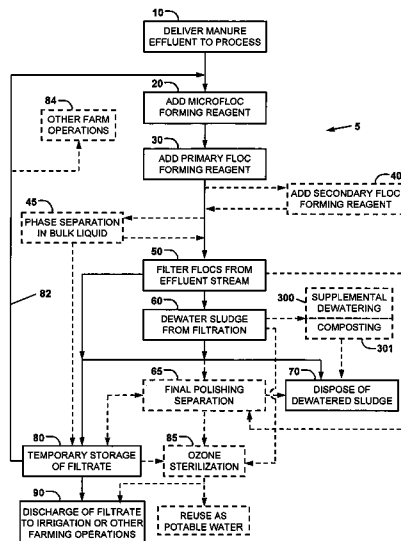 10
DELIVER MANURE
EFFLUENT TO PROCESS
84
OTHER FARM
OPERATIONS
20
ADD MICROFLOC
FORMING REAGENT
5
30
ADD PRIMARY FLOC
FORMING REAGENT
40
ADD SECONDARY FLOC
FORMING REAGENT
45
PHASE SEPARATION
IN BULK LIQUID
50
FILTER FLOCS FROM
EFFLUENT STREAM
82
60
DEWATER SLUDGE
FROM FILTRATION
300
SUPPLEMENTAL
DEWATERING
COMPOSTING
301
65
FINAL POLISHING
SEPARATION
70
DISPOSE OF
DEWATERED SLUDGE
80
TEMPORARY STORAGE
OF FILTRATE
85
OZONE
STERILIZATION
90
DISCHARGE OF FILTRATE
TO IRRIGATION OR OTHER
FARMING OPERATIONS
REUSE AS
POTABLE WATER